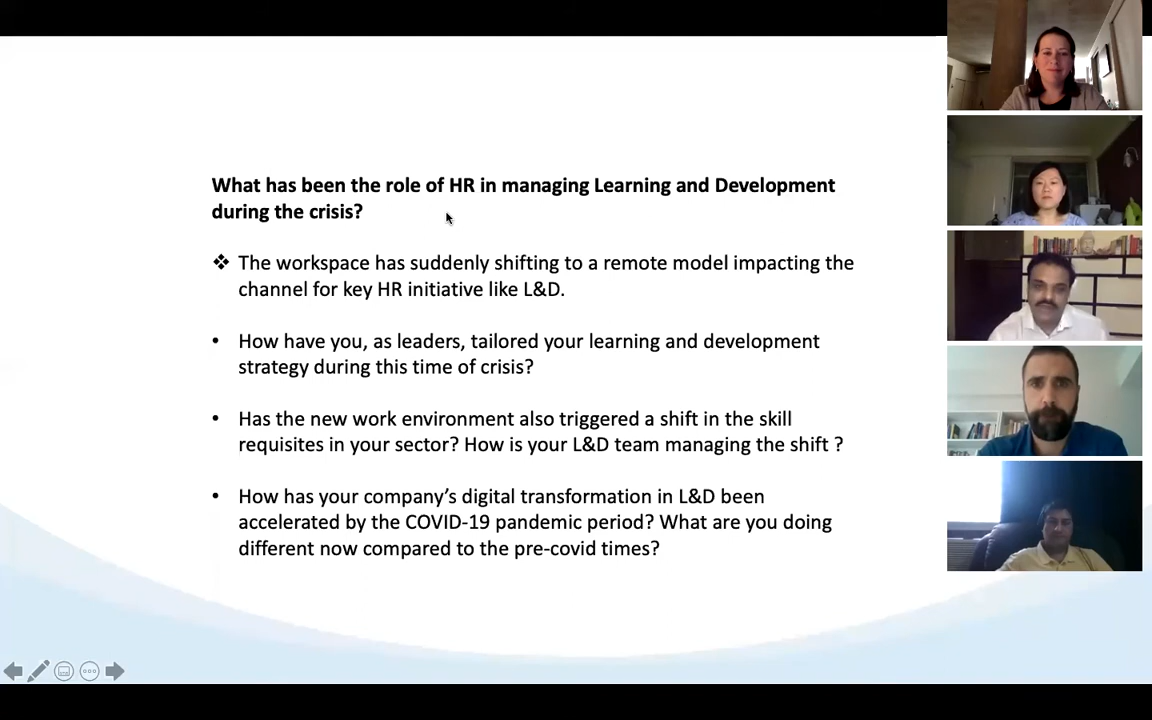 What has been the role of HR in managing Learning and Development
during the crisis?
❖ The workspace has suddenly shifting to a remote model impacting the
channel for key HR initiative like L&D.
• How have you, as leaders, tailored your learning and development
strategy during this time of crisis?
• Has the new work environment also triggered a shift in the skill
requisites in your sector? How is your L&D team managing the shift ?
• How has your company’s digital transformation in L&D been
accelerated by the COVID-19 pandemic period? What are you doing
different now compared to the pre-covid times?